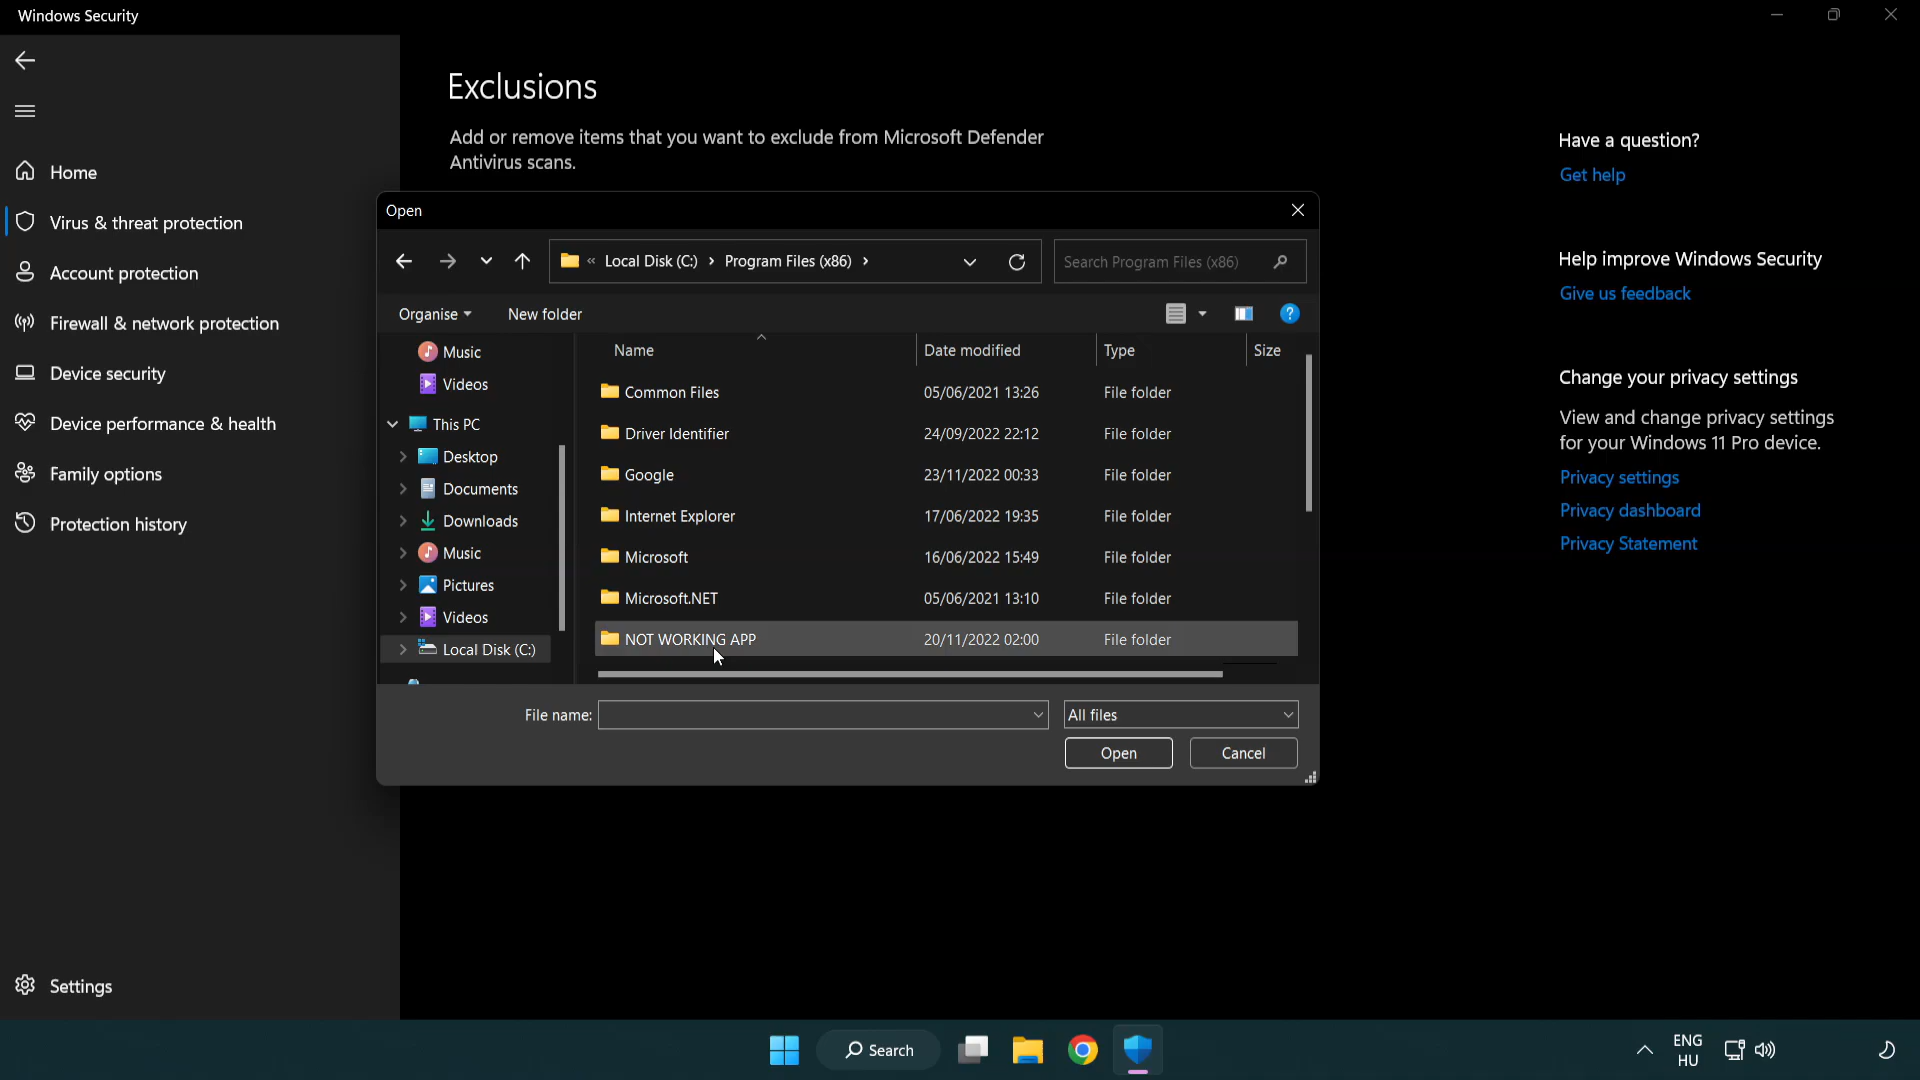 Windows Security
Home
Virus & threat protection
Account protection
Firewall & network protection
Device security
Device performance & health
Family options
Protection history
Settings
Exclusions
Add or remove items that you want to exclude from Microsoft Defender
Antivirus scans.
Open
« Local Disk (C:) › Program Files (x86) ›
Search Program Files (x86)
Organise
New folder
Music
Videos
This PC
Desktop
Documents
Downloads
Music
Pictures
Videos
Local Disk (C:)
Name Date modified Type Size
Common Files 05/06/2021 13:26 File folder
Driver Identifier 24/09/2022 22:12 File folder
Google 23/11/2022 00:33 File folder
Internet Explorer 17/06/2022 19:35 File folder
Microsoft 16/06/2022 15:49 File folder
Microsoft.NET 05/06/2021 13:10 File folder
NOT WORKING APP 20/11/2022 02:00 File folder
File name:
All files
Open
Cancel
Have a question?
Get help
Help improve Windows Security
Give us feedback
Change your privacy settings
View and change privacy settings
for your Windows 11 Pro device.
Privacy settings
Privacy dashboard
Privacy Statement
Search
ENG
HU